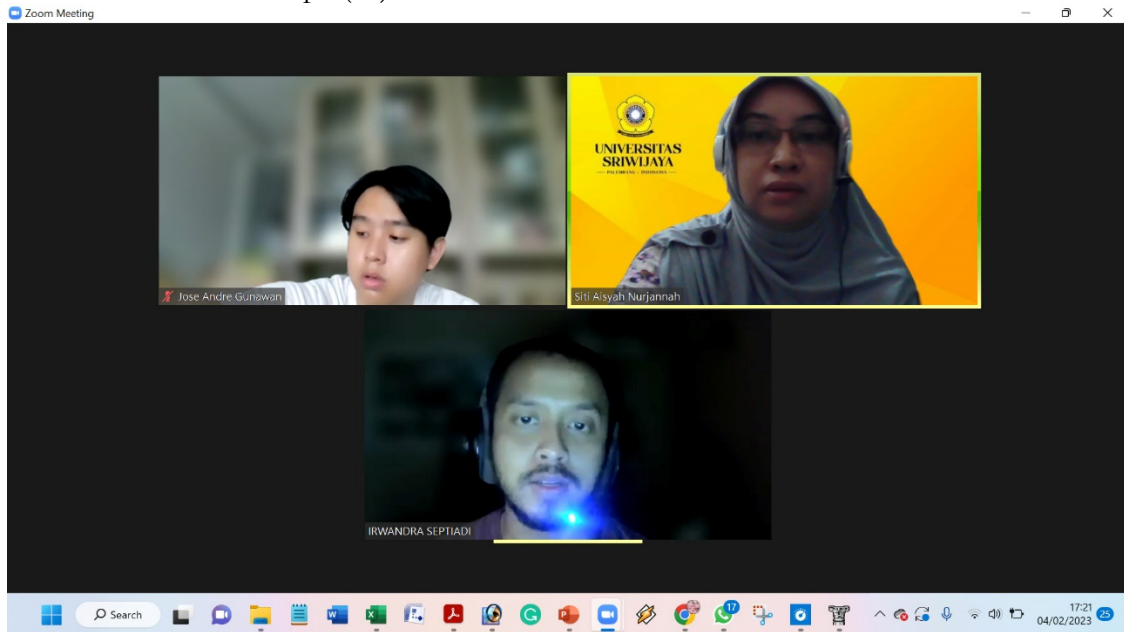 Zoom Meeting
UNIVERSITAS
SRIWIJAYA
PALEMBANG - INDONESIA
Jose Andre Gunawan
Siti Aisyah Nurjannah
IRWANDRA SEPTIADI
Search
17
17:21
04/02/2023
25